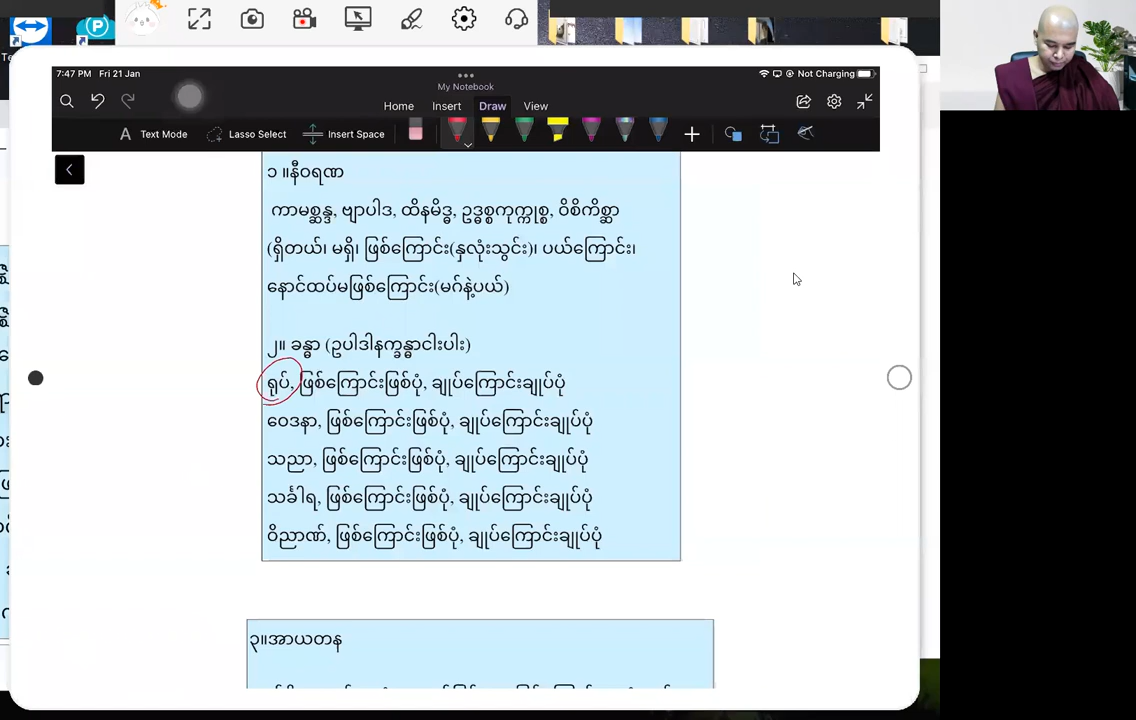 7:47 PM Fri 21 Jan
Not Charging
My Notebook
Home Insert Draw View
Text Mode Lasso Select Insert Space
၁ ။နီဝရဏ
ကာမစ္ဆန္ဒ, ဗျာပါဒ, ထိနမိဒ္ဓ, ဥဒ္ဓစ္စကုက္ကုစ္စ, ဝိစိကိစ္ဆာ
(ရှိတယ်၊ မရှိ၊ ဖြစ်ကြောင်း(နှလုံးသွင်း)၊ ပယ်ကြောင်း၊
နောင်ထပ်မဖြစ်ကြောင်း(မဂ်နဲ့ပယ်)
၂။ ခန္ဓာ (ဥပါဒါနက္ခန္ဓာငါးပါး)
ရုပ်, ဖြစ်ကြောင်းဖြစ်ပုံ, ချုပ်ကြောင်းချုပ်ပုံ
ဝေဒနာ, ဖြစ်ကြောင်းဖြစ်ပုံ, ချုပ်ကြောင်းချုပ်ပုံ
သညာ, ဖြစ်ကြောင်းဖြစ်ပုံ, ချုပ်ကြောင်းချုပ်ပုံ
သင်္ခါရ, ဖြစ်ကြောင်းဖြစ်ပုံ, ချုပ်ကြောင်းချုပ်ပုံ
ဝိညာဏ်, ဖြစ်ကြောင်းဖြစ်ပုံ, ချုပ်ကြောင်းချုပ်ပုံ
၃။အာယတန